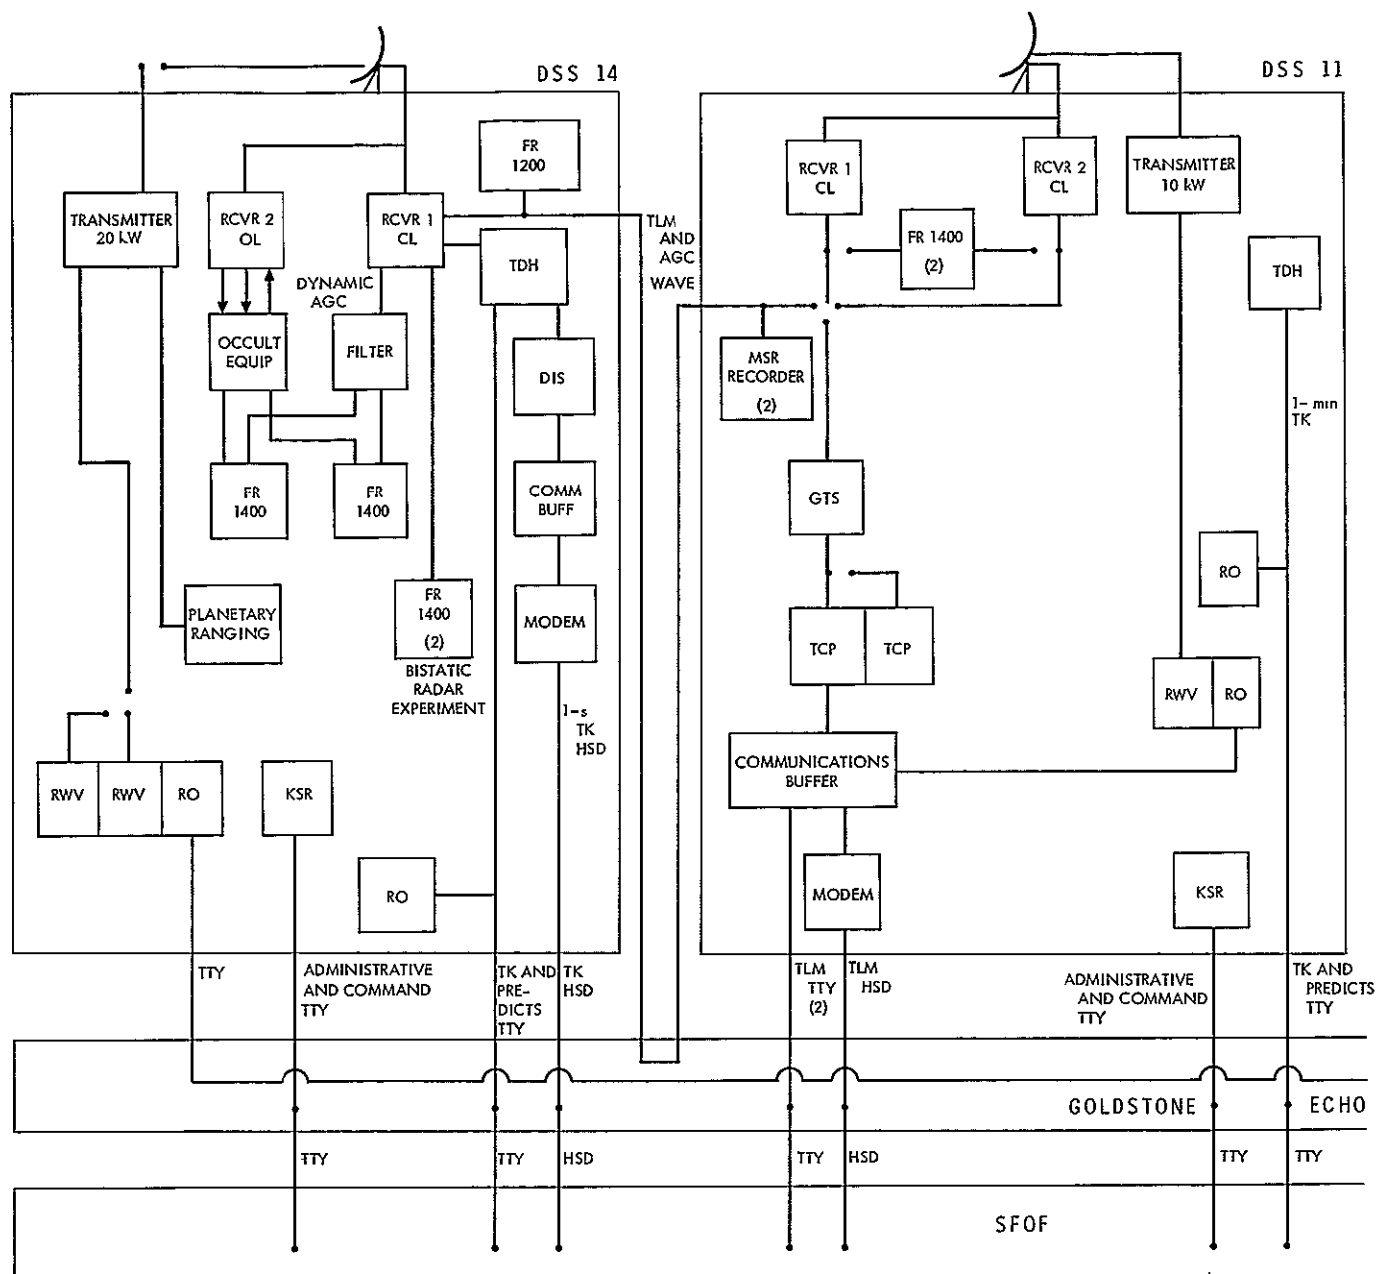 DSS 14
DSS 11
FR
1200
TRANSMITTER
20 kW
RCVR 2
OL
RCVR 1
CL
TDH
DYNAMIC
AGC
OCCULT
EQUIP
FILTER
DIS
FR
1400
FR
1400
COMM
BUFF
PLANETARY
RANGING
FR
1400
(2)
BISTATIC
RADAR
EXPERIMENT
MODEM
1-s
TK
HSD
RWV
RWV
RO
KSR
RO
TLM
AND
AGC
WAVE
RCVR 1
CL
RCVR 2
CL
TRANSMITTER
10 kW
FR 1400
(2)
TDH
MSR
RECORDER
(2)
1-min
TK
GTS
RO
TCP
TCP
RWV
RO
COMMUNICATIONS
BUFFER
MODEM
KSR
TTY
ADMINISTRATIVE
AND COMMAND
TTY
TK AND
PRE-
DICTS
TTY
TK
HSD
TLM
TTY
(2)
TLM
HSD
ADMINISTRATIVE
AND COMMAND
TTY
TK AND
PREDICTS
TTY
GOLDSTONE ECHO
TTY
TTY
HSD
TTY
HSD
TTY
TTY
SFOF